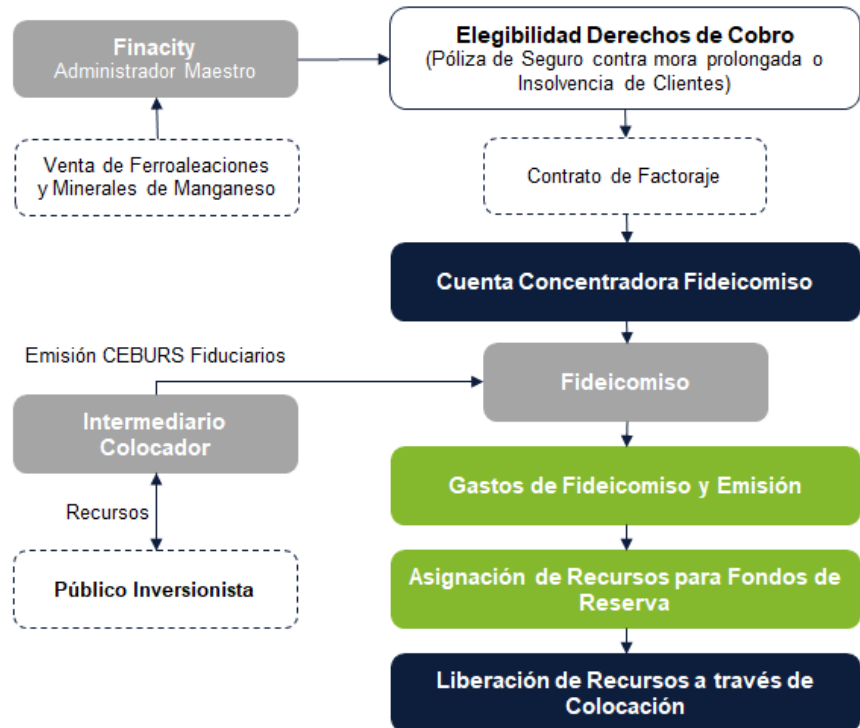 Finacity
Administrador Maestro
Elegibilidad Derechos de Cobro
(Póliza de Seguro contra mora prolongada o
Insolvencia de Clientes)
Venta de Ferroaleaciones
y Minerales de Manganeso
Contrato de Factoraje
Cuenta Concentradora Fideicomiso
Emisión CEBURS Fiduciarios
Fideicomiso
Intermediario
Colocador
Gastos de Fideicomiso y Emisión
Recursos
Público Inversionista
Asignación de Recursos para Fondos de
Reserva
Liberación de Recursos a través de
Colocación